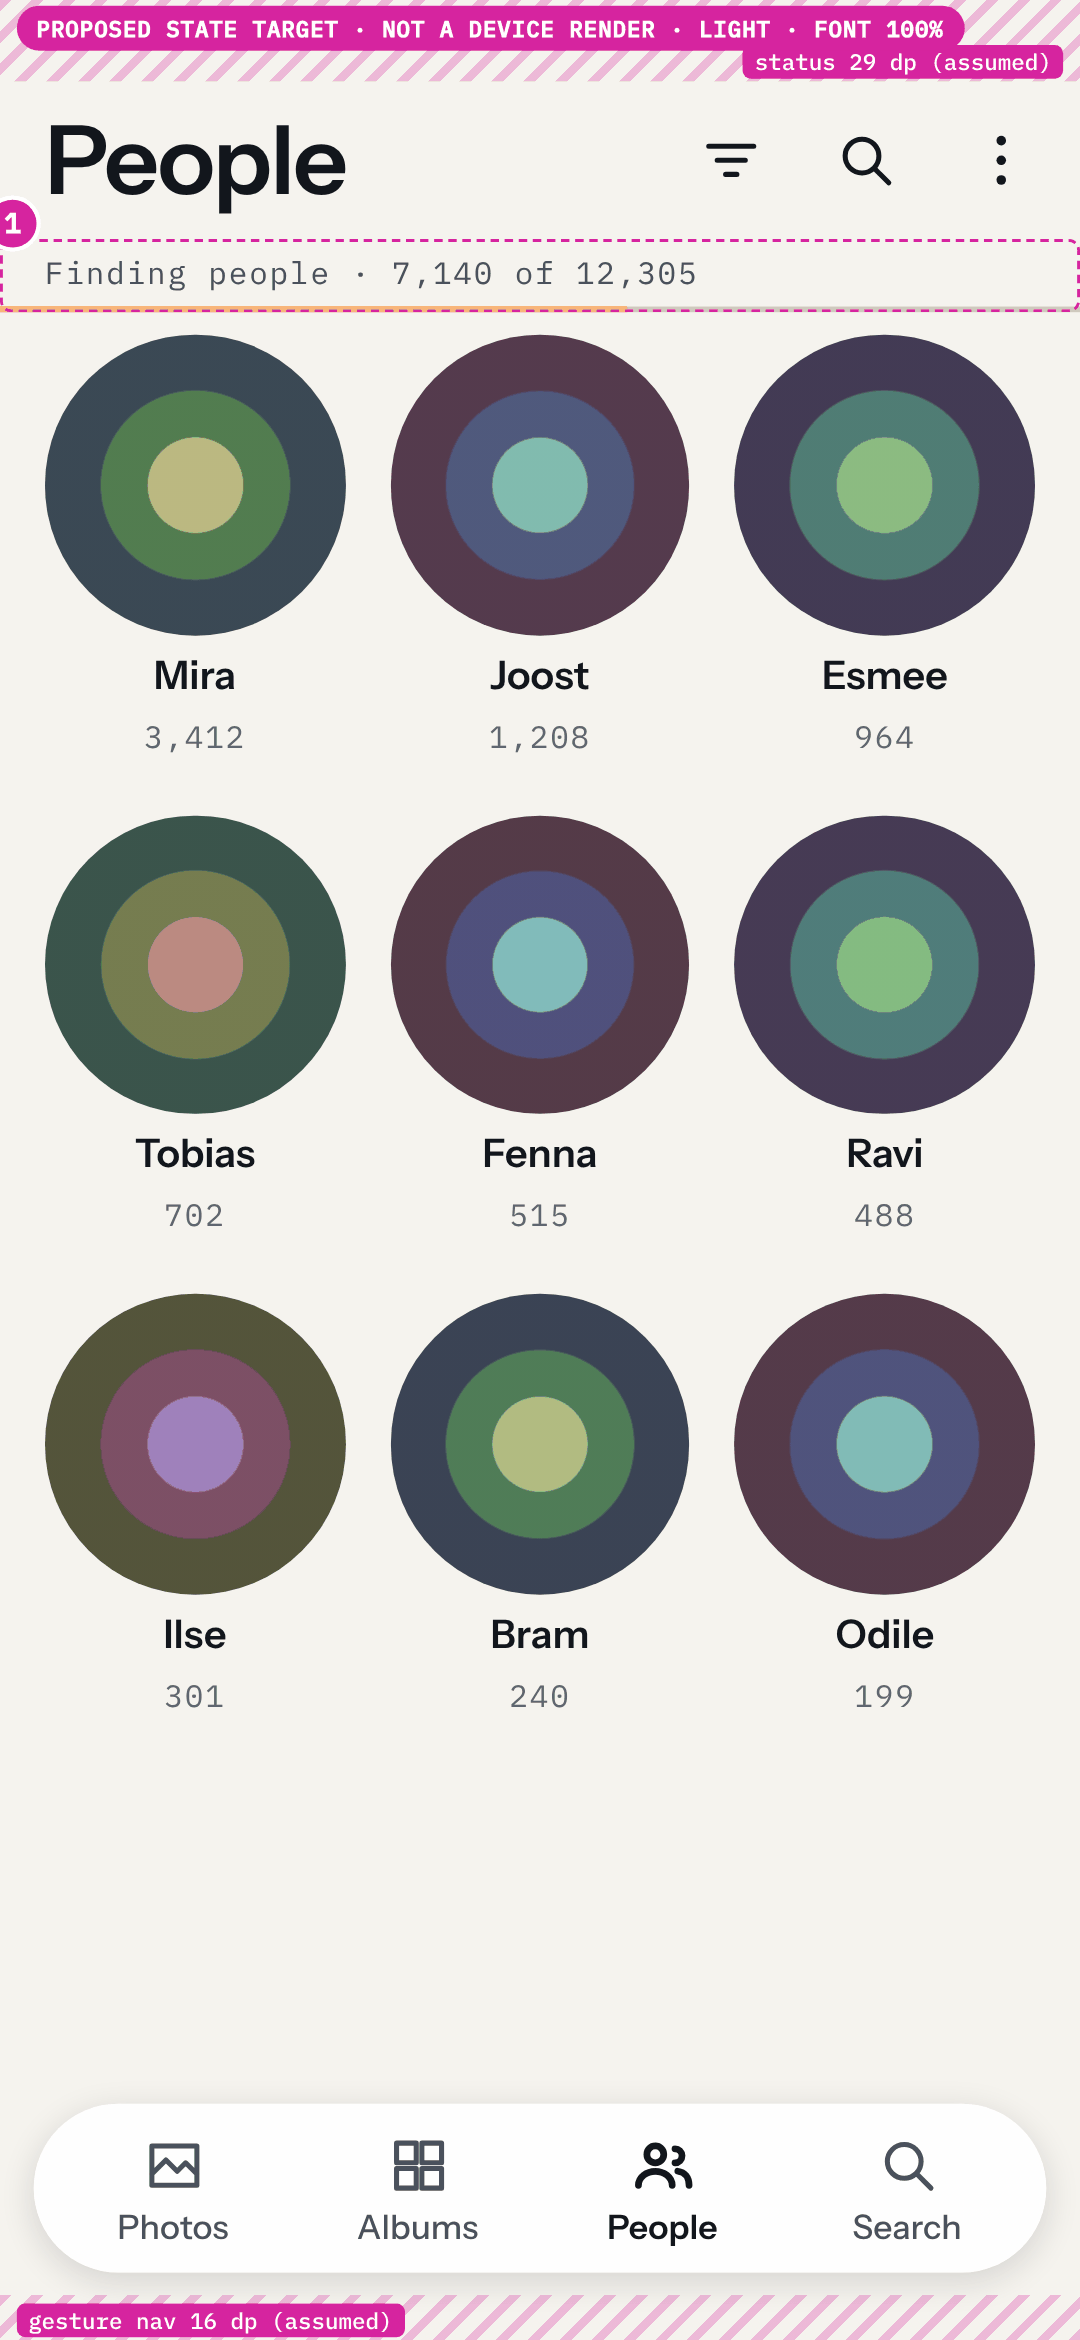 PROPOSED STATE TARGET · NOT A DEVICE RENDER · LIGHT · FONT 100%
status 29 dp (assumed)
People
1
Finding people · 7,140 of 12,305
Mira
Joost
Esmee
3,412
1,208
964
Tobias
Fenna
Ravi
702
515
488
Ilse
Bram
Odile
301
240
199
Photos
Albums
People
Search
gesture nav 16 dp (assumed)